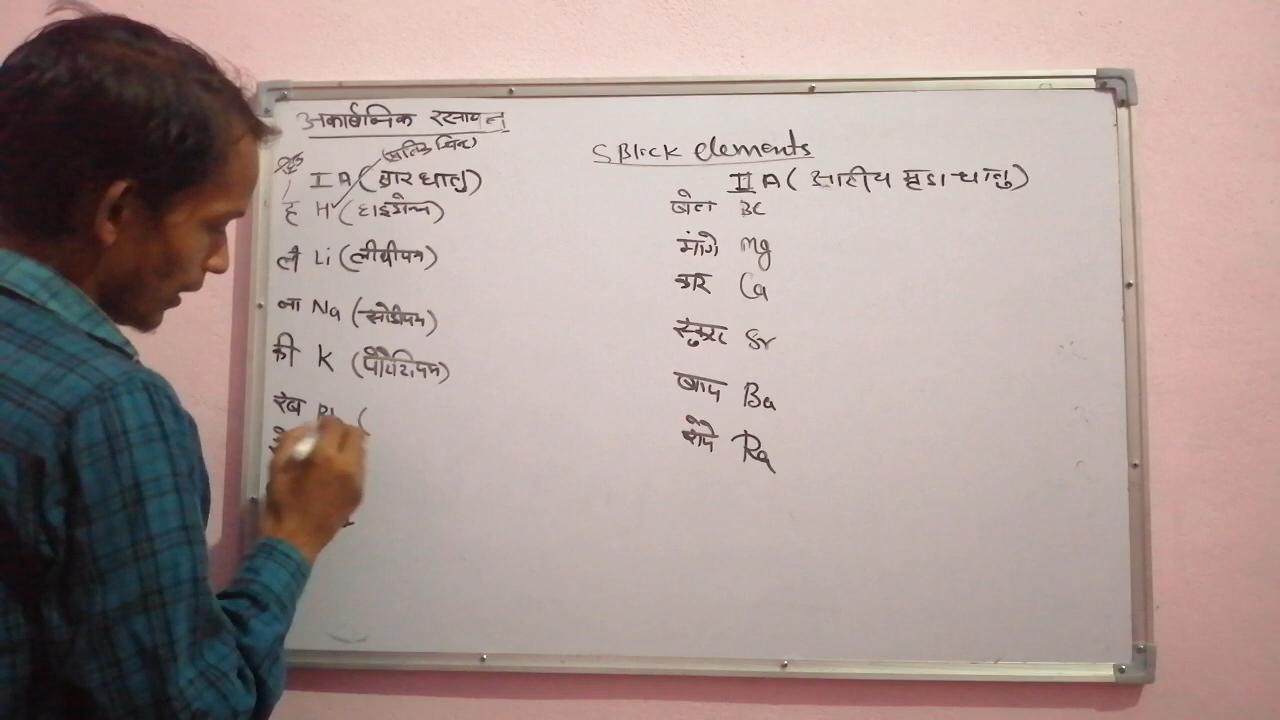 अकार्बनिक रसायन
S Block elements
IA (क्षार धातु)
II A ( क्षारीय मृदा धातु)
ह H (हाइड्रोजन)
बेटा Be
लै Li (लीथीयम)
मांगे Mg
ना Na (सोडीयम)
कार Ca
की K (पोटेशियम)
स्कूटर Sr
रब (
बाप Ba
रोये Ra